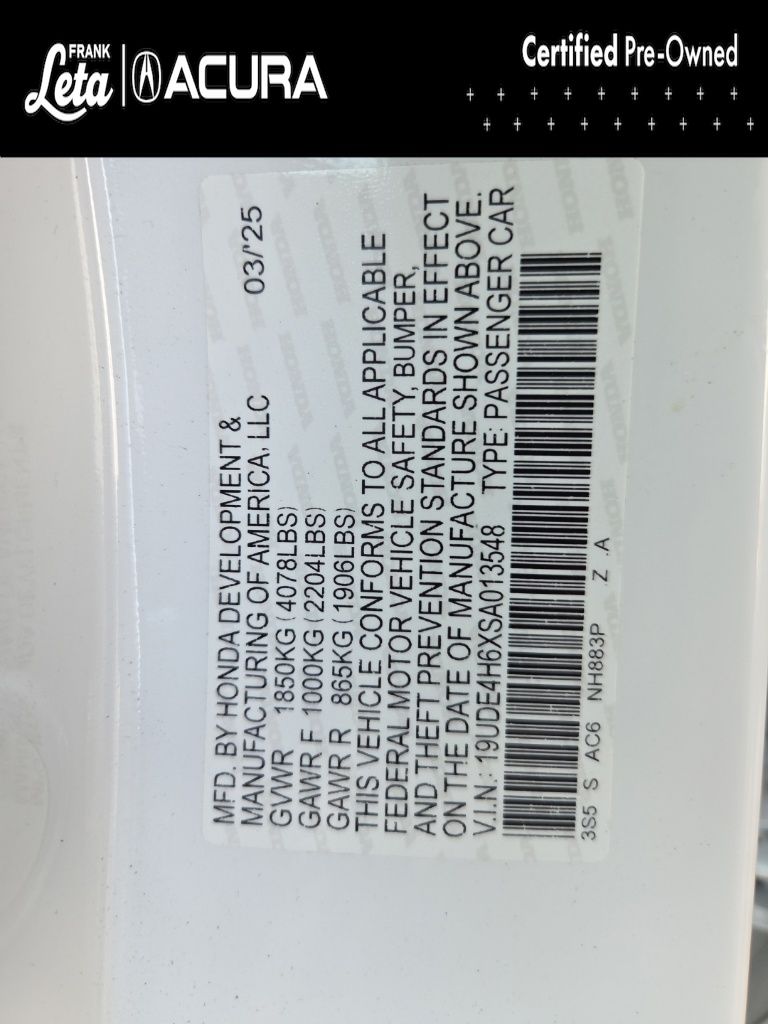 FRANK
Leta
ACURA
Certified Pre-Owned
MFD. BY HONDA DEVELOPMENT &
MANUFACTURING OF AMERICA, LLC 03/'25
GVWR 1850KG (4078LBS)
GAWR F 1000KG (2204LBS)
GAWR R 865KG (1906LBS)
THIS VEHICLE CONFORMS TO ALL APPLICABLE
FEDERAL MOTOR VEHICLE SAFETY, BUMPER,
AND THEFT PREVENTION STANDARDS IN EFFECT
ON THE DATE OF MANUFACTURE SHOWN ABOVE.
V.I.N.: 19UDE4H6XSA013548 TYPE: PASSENGER CAR
3S5 S AC6 NH883P Z .A